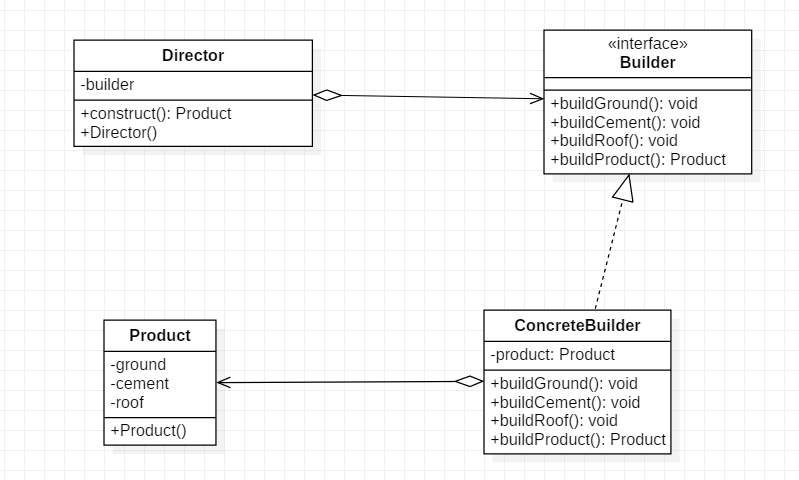 Director
-builder
+construct(): Product
+Director()
«interface»
Builder
+buildGround(): void
+buildCement(): void
+buildRoof(): void
+buildProduct(): Product
Product
-ground
-cement
-roof
+Product()
ConcreteBuilder
-product: Product
+buildGround(): void
+buildCement(): void
+buildRoof(): void
+buildProduct(): Product